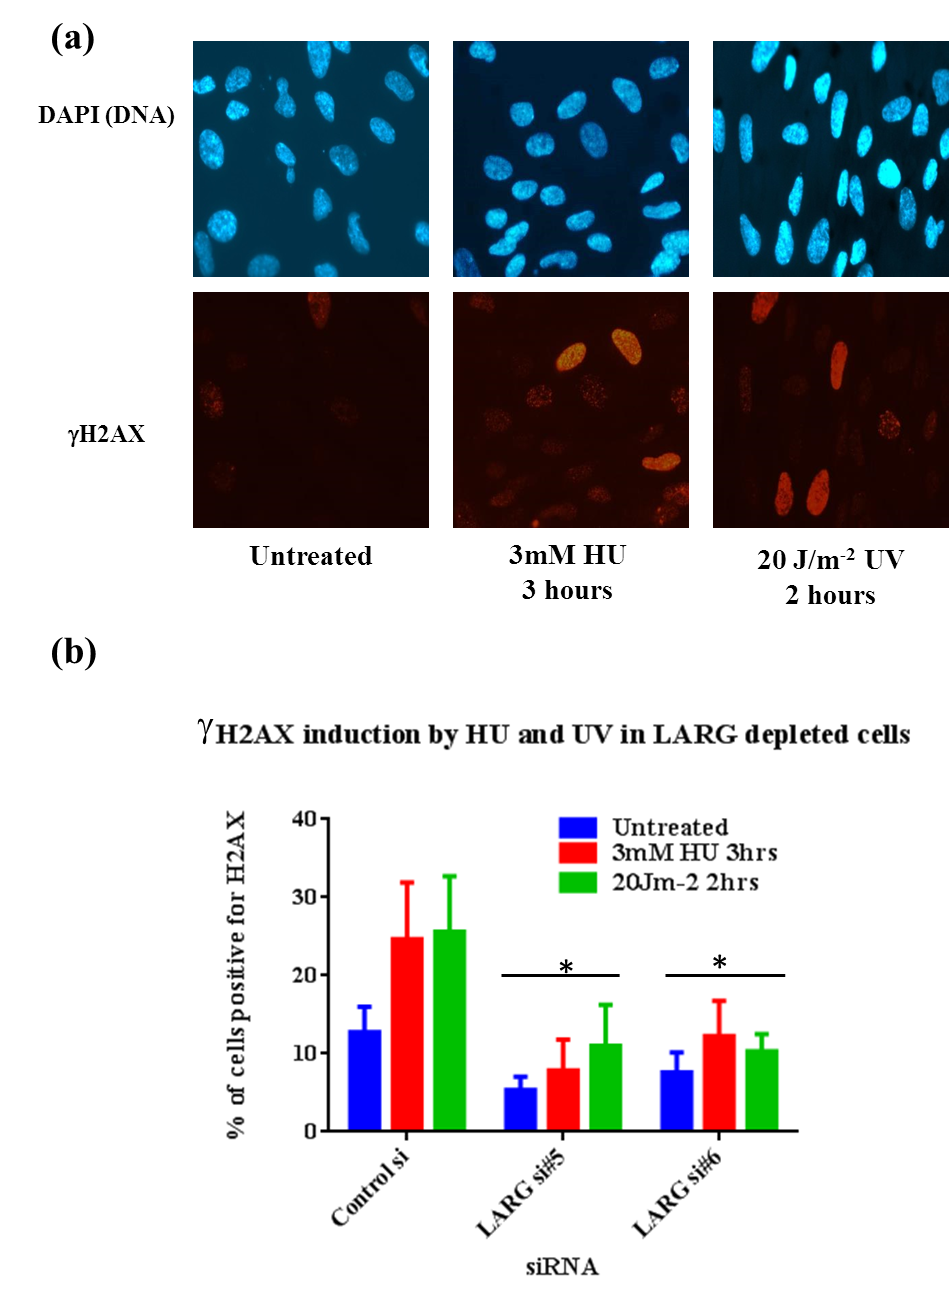 (a)
DAPI (DNA)
γH2AX
Untreated
3mM HU
3 hours
20 J/m-2 UV
2 hours
(b)
γH2AX induction by HU and UV in LARG depleted cells
% of cells positive for H2AX
40
30
20
10
0
Untreated
3mM HU 3hrs
20Jm-2 2hrs
*
*
Control si
LARG si#5
LARG si#6
siRNA